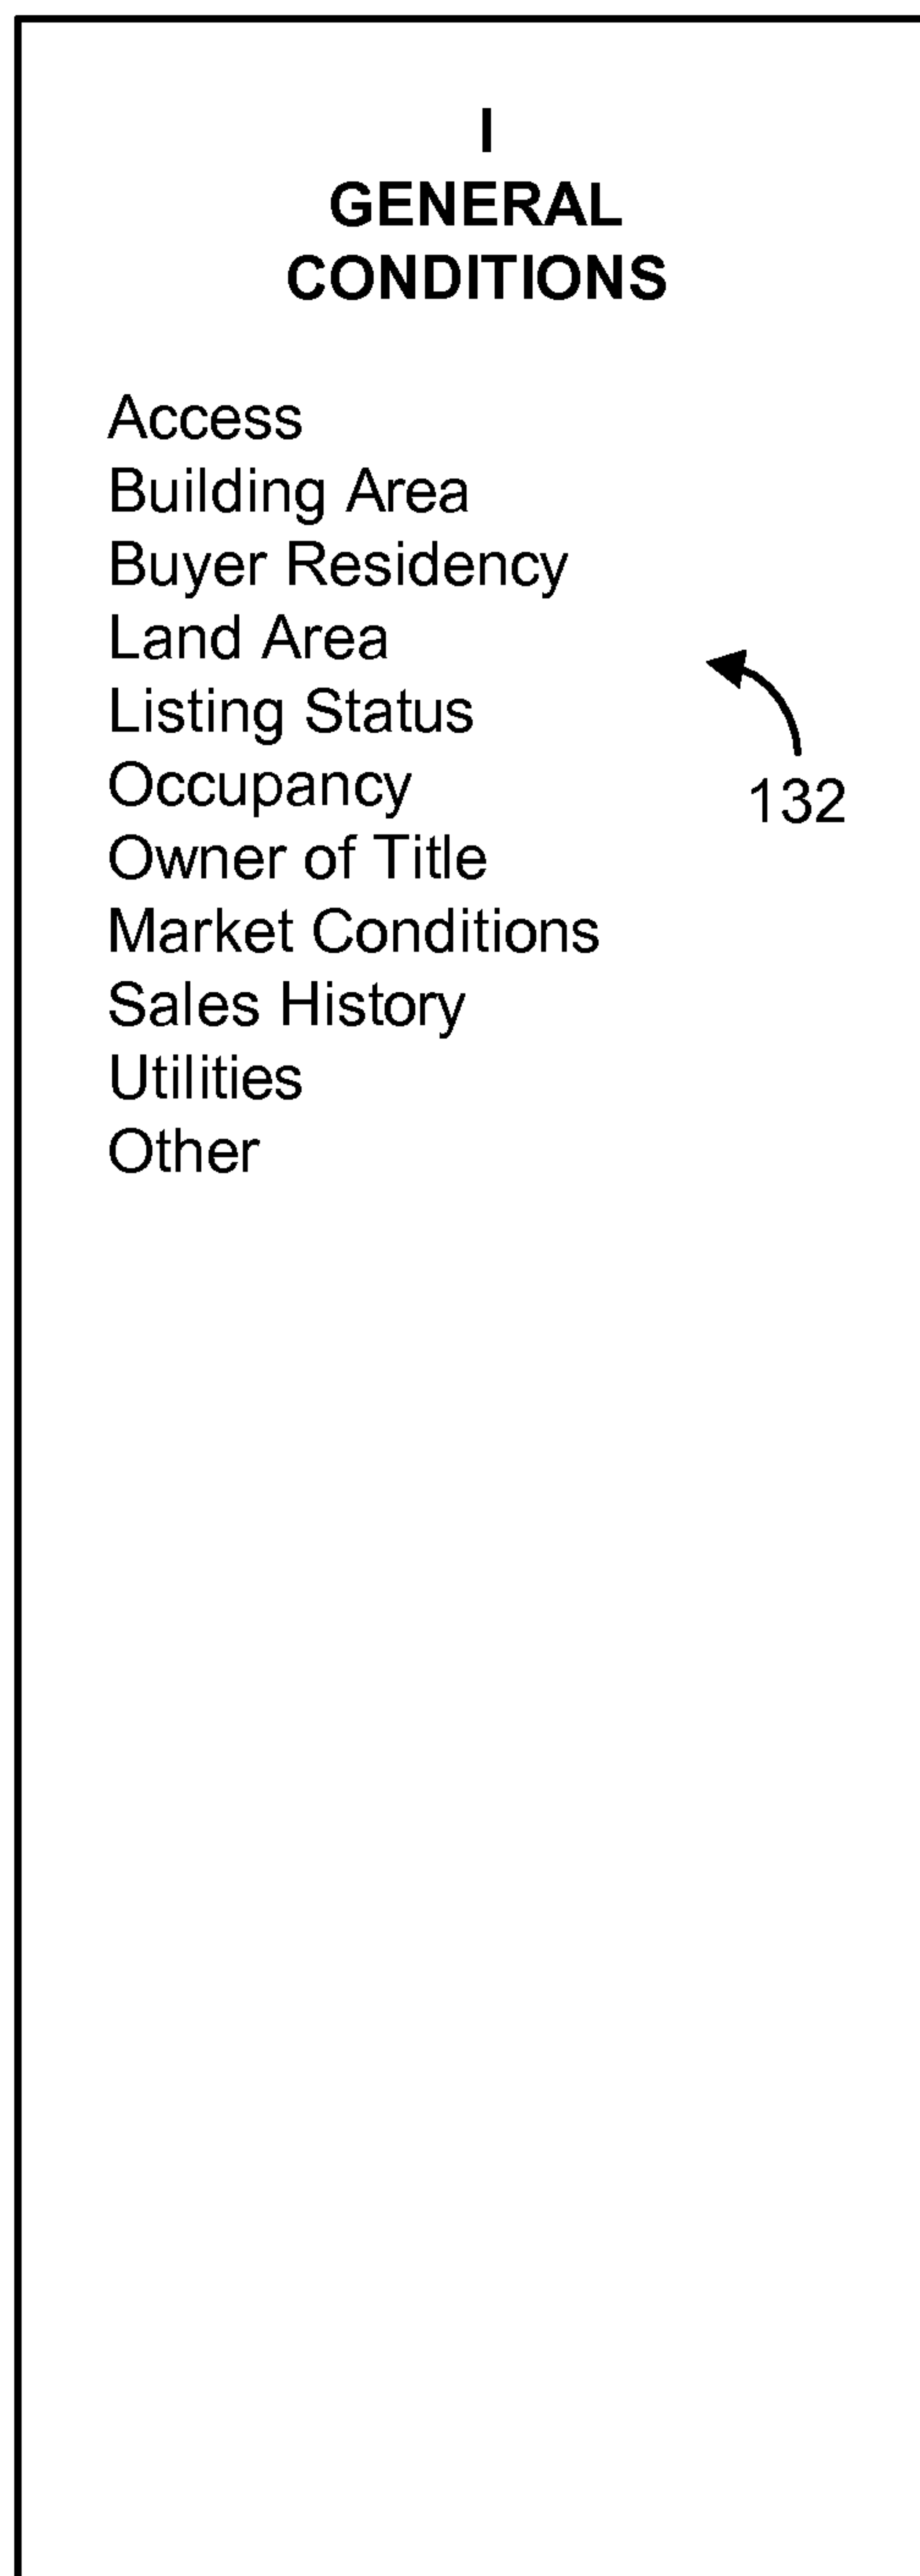 I
GENERAL
CONDITIONS
Access
Building Area
Buyer Residency
Land Area
Listing Status
Occupancy
132
Owner of Title
Market Conditions
Sales History
Utilities
Other